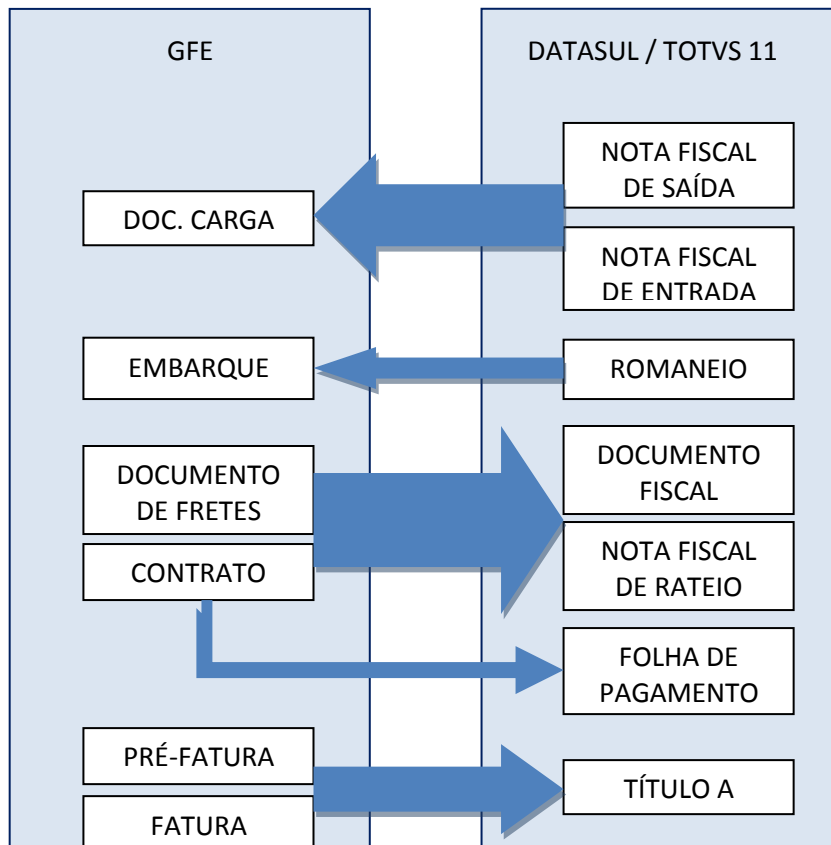 GFE
DATASUL / TOTVS 11
NOTA FISCAL
DE SAÍDA
DOC. CARGA
NOTA FISCAL
DE ENTRADA
EMBARQUE
ROMANEIO
DOCUMENTO
DE FRETES
DOCUMENTO
FISCAL
CONTRATO
NOTA FISCAL
DE RATEIO
FOLHA DE
PAGAMENTO
PRÉ-FATURA
TÍTULO A
FATURA